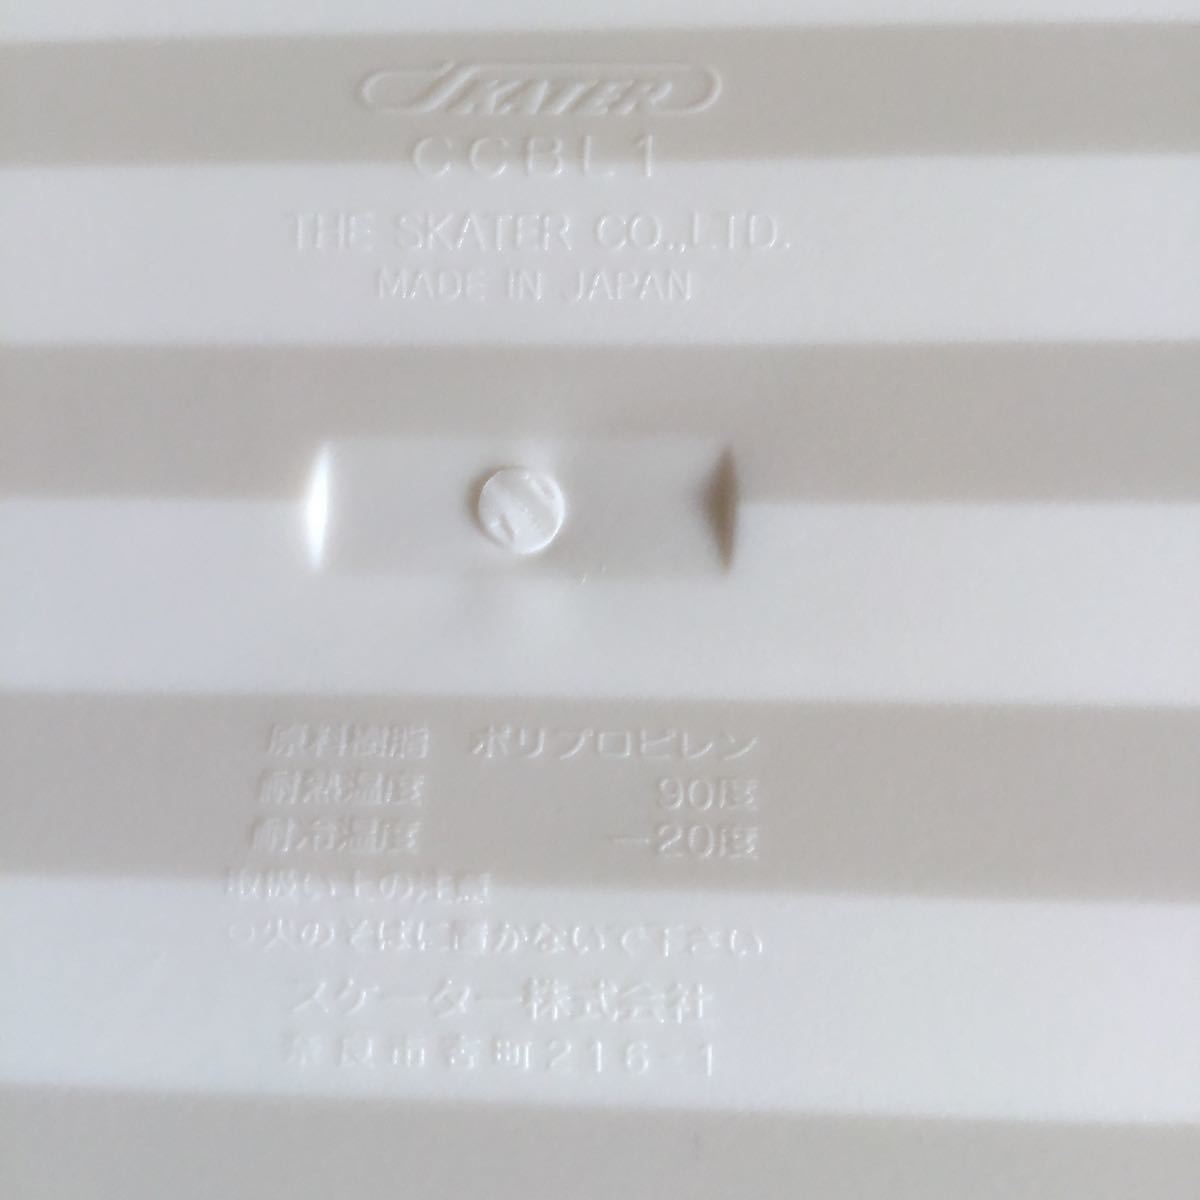 SKATER
CCBL1
THE SKATER CO.,LTD.
MADE IN JAPAN
原料樹脂 ポリプロピレン
耐熱温度 90度
耐冷温度 −20度
取扱い上の注意
○火のそばに置かないで下さい
スケーター株式会社
奈良市杏町216-1